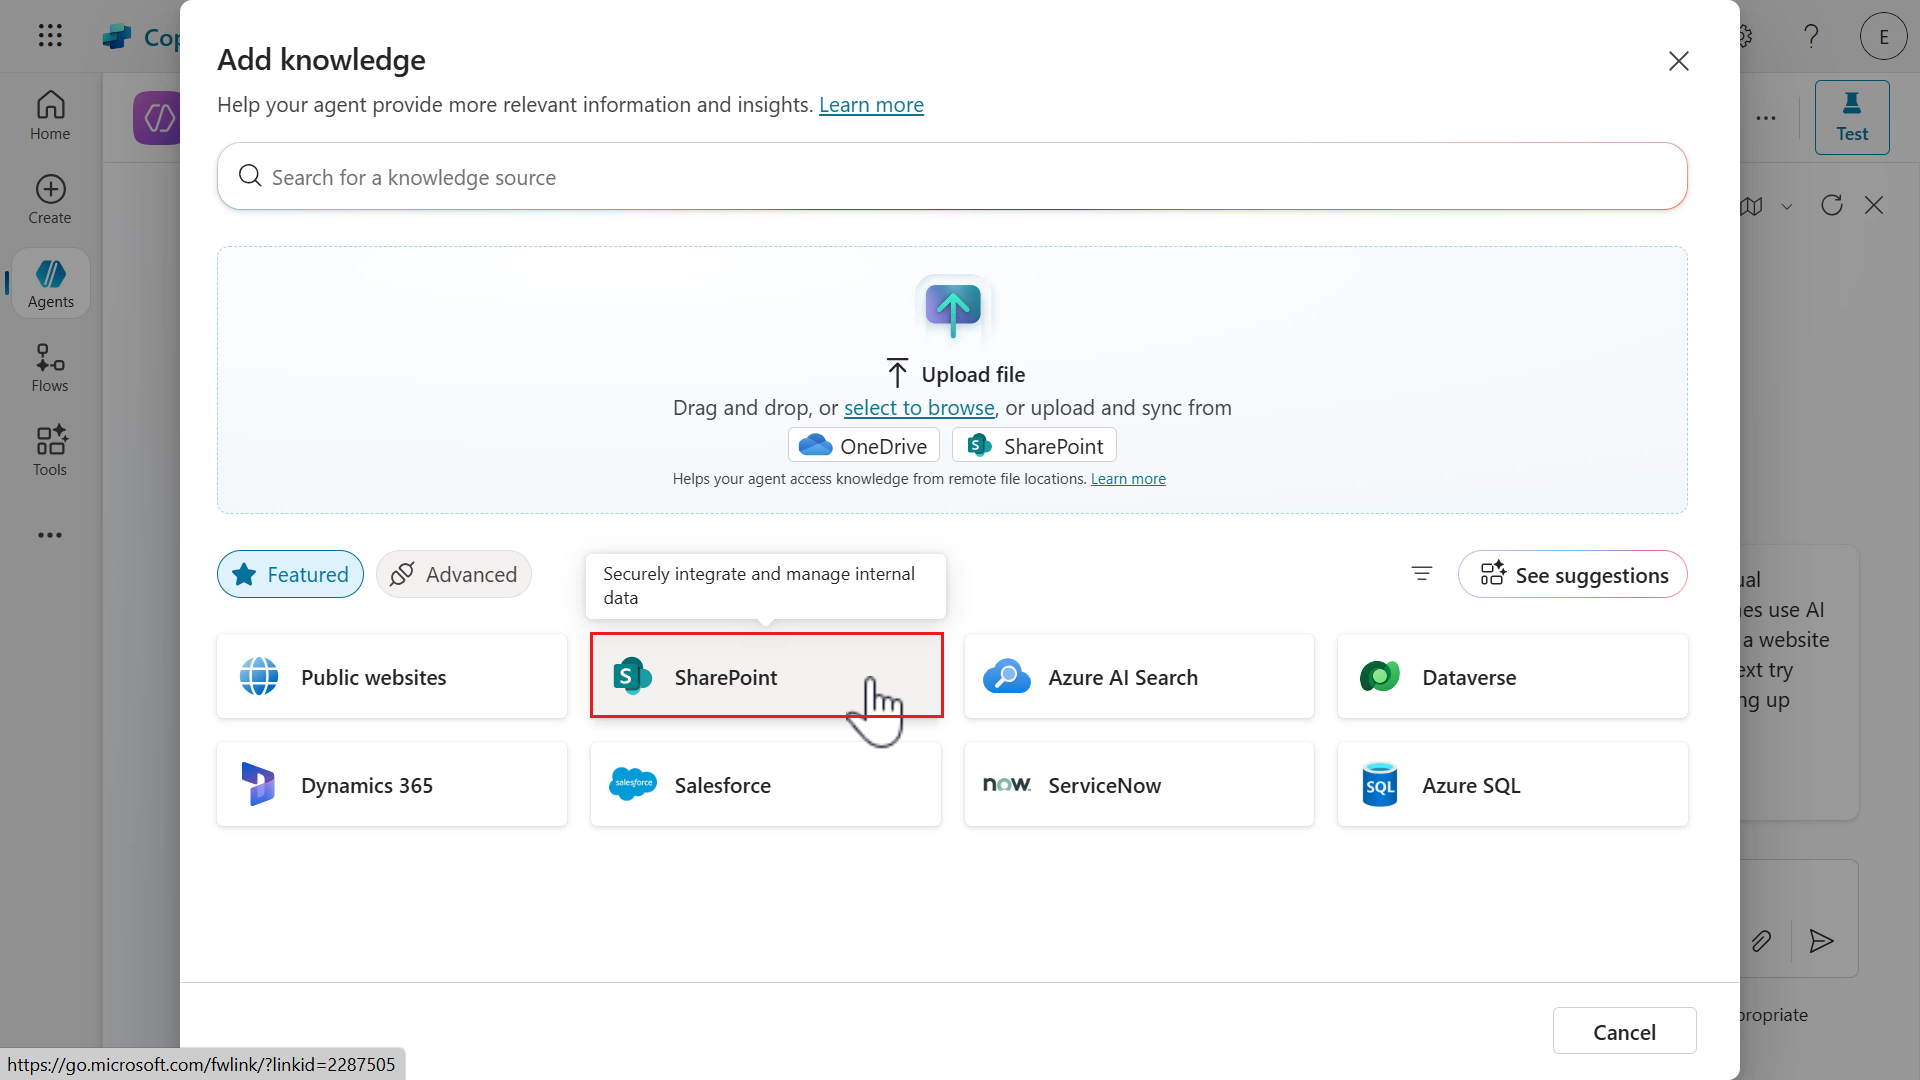 Cop
E
Home
Create
Agents
Flows
Tools
Add knowledge
Help your agent provide more relevant information and insights. Learn more
Search for a knowledge source
Upload file
Drag and drop, or select to browse, or upload and sync from
OneDrive
S SharePoint
Helps your agent access knowledge from remote file locations. Learn more
Featured
Advanced
Securely integrate and manage internal
data
See suggestions
Public websites
S SharePoint
Azure AI Search
Dataverse
Dynamics 365
salesforce Salesforce
now. ServiceNow
SQL Azure SQL
Cancel
Test
ual
es use AI
a website
ext try
ng up
propriate
https://go.microsoft.com/fwlink/?linkid=2287505